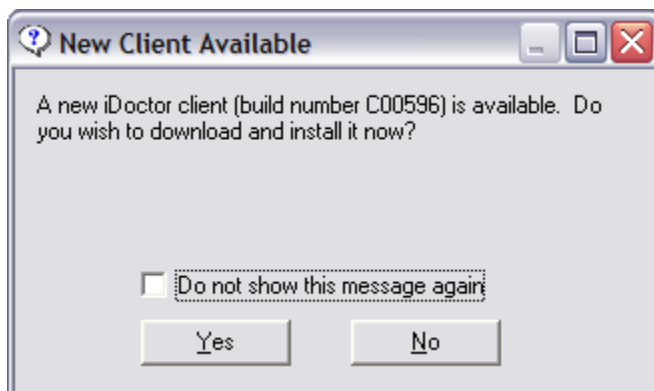 New Client Available
A new iDoctor client (build number C00596) is available.  Do
you wish to download and install it now?
Do not show this message again
Yes
No